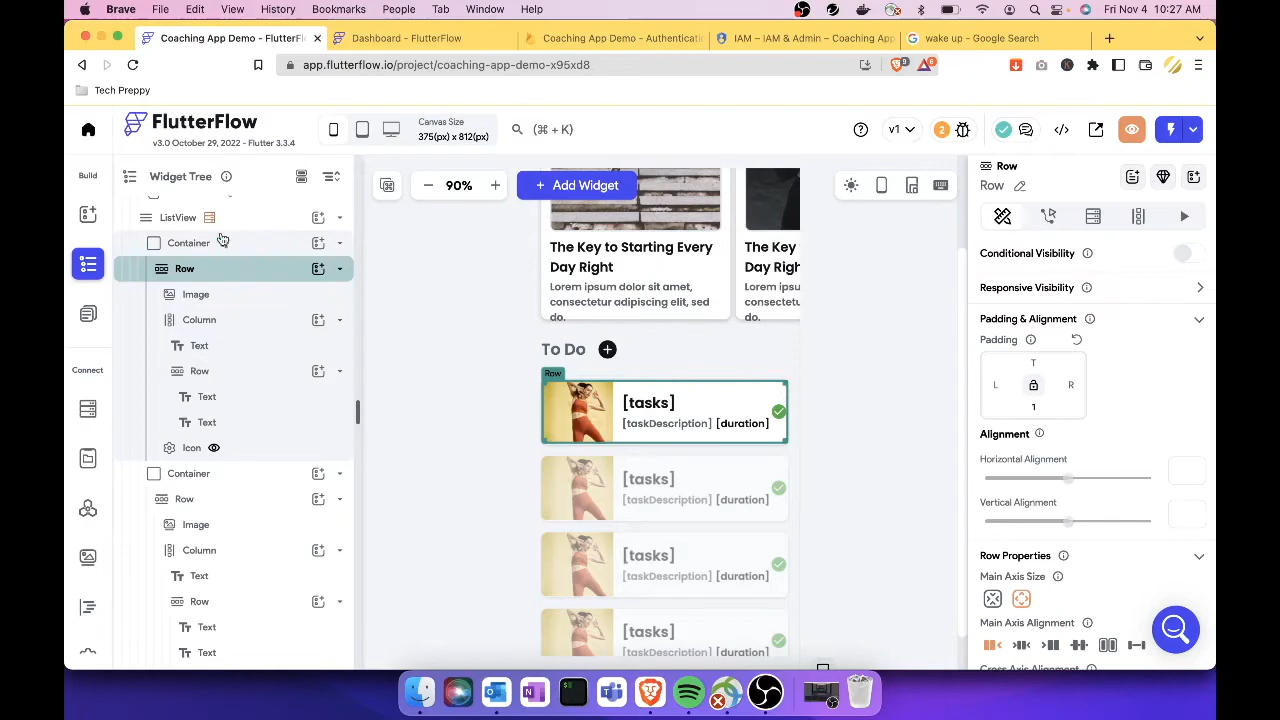 Brave File Edit View History Bookmarks People Tab Window Help Fri Nov 4 10:27 AM
Coaching App Demo - FlutterFl
Dashboard - FlutterFlow
Coaching App Demo - Authenticati
IAM – IAM & Admin – Coaching App
wake up - Google Search
app.flutterflow.io/project/coaching-app-demo-x95xd8
9
6
Tech Preppy
FlutterFlow
v3.0 October 29, 2022 - Flutter 3.3.4
Canvas Size
375(px) x 812(px)
(⌘ + K)
v1
2
Build
Connect
Widget Tree
ListView
Container
Row
Image
Column
Text
Row
Text
Text
Icon
Container
Row
Image
Column
Text
Row
Text
Text
90%
+ Add Widget
The Key to Starting Every
Day Right
Lorem ipsum dolor sit amet,
consectetur adipiscing elit, sed
do.
The Key
Day Righ
Lorem ips
consectetu
do.
To Do
Row
[tasks]
[taskDescription] [duration]
[tasks]
[taskDescription] [duration]
[tasks]
[taskDescription] [duration]
[tasks]
[taskDescription] [duration]
Row
Row
Conditional Visibility
Responsive Visibility
Padding & Alignment
Padding
T
L
R
1
Alignment
Horizontal Alignment
Vertical Alignment
Row Properties
Main Axis Size
Main Axis Alignment
Cross Axis Alignment